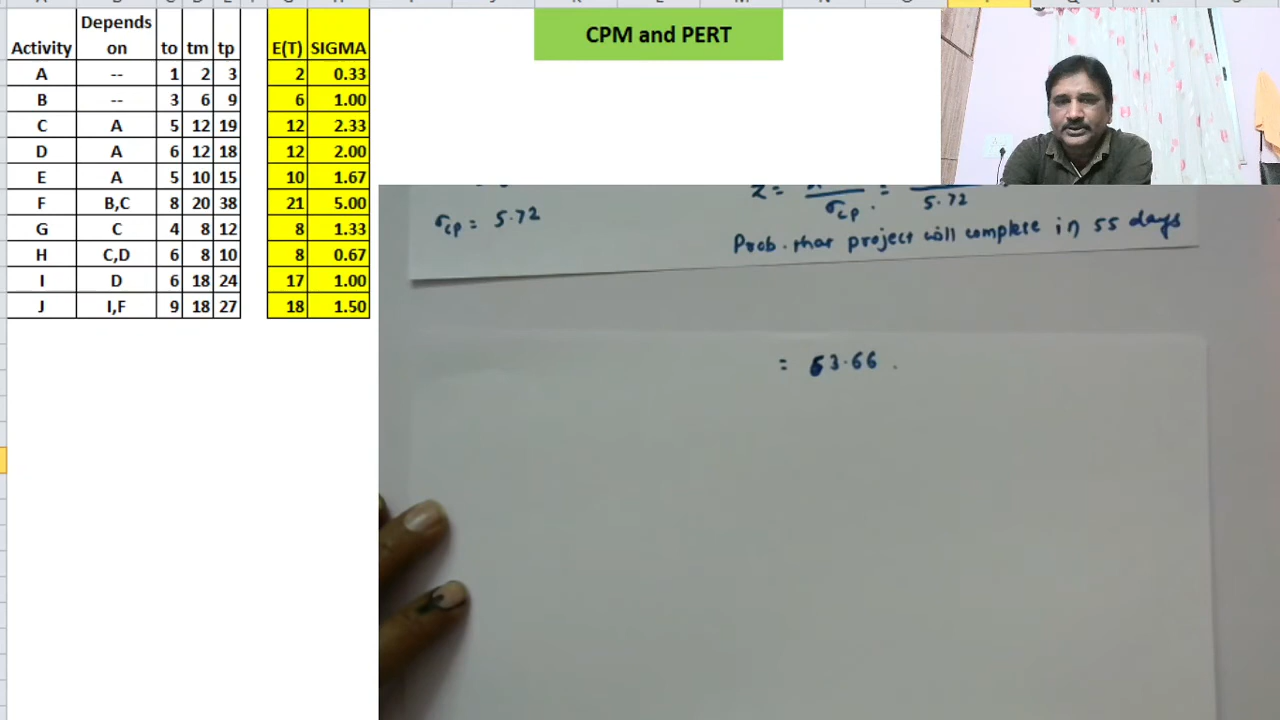 CPM and PERT
Depends
Activity on to tm tp E(T) SIGMA
A -- 1 2 3 2 0.33
B -- 3 6 9 6 1.00
C A 5 12 19 12 2.33
D A 6 12 18 12 2.00
E A 5 10 15 10 1.67
F B,C 8 20 38 21 5.00
G C 4 8 12 8 1.33
H C,D 6 8 10 8 0.67
I D 6 18 24 17 1.00
J I,F 9 18 27 18 1.50
σcp = 5.72
Z = σcp. = 5.72
Prob. that project will complete in 55 days
= 53.66